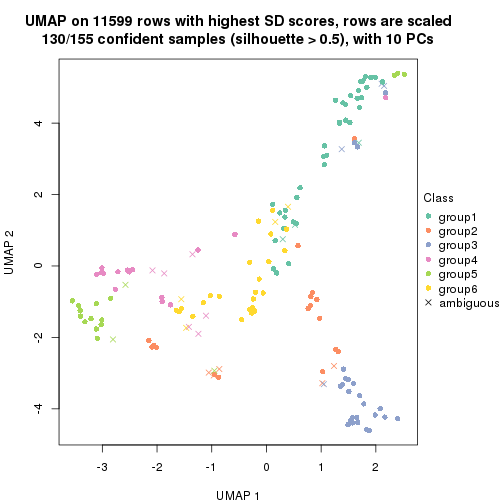 UMAP on 11599 rows with highest SD scores, rows are scaled
130/155 confident samples (silhouette > 0.5), with 10 PCs
4
2
0
-2
-4
UMAP 2
-3
-2
-1
0
1
2
UMAP 1
Class
group1
group2
group3
group4
group5
group6
ambiguous